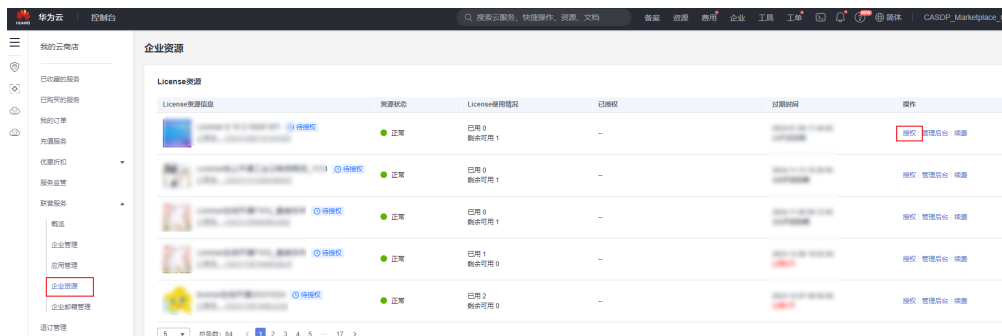 HUAWEI 华为云 控制台 搜索云服务、快捷操作、资源、文档 备案 资源 费用 企业 工具 工单 简体 CASDP_Marketplace_
我的云商店
企业资源
已收藏的服务
已购买的服务
我的订单
充值服务
优惠折扣
服务监管
联营服务
概览
企业管理
应用管理
企业资源
企业邮箱管理
退订管理
License资源
License资源信息 资源状态 License使用情况 已授权 过期时间 操作
待授权 正常 已用 0 -- 授权 管理后台 续费
剩余可用 1
待授权 正常 已用 0 -- 授权 管理后台 续费
剩余可用 1
待授权 正常 已用 0 -- 授权 管理后台 续费
剩余可用 1
待授权 正常 已用 1 -- 授权 管理后台 续费
剩余可用 0
待授权 正常 已用 2 -- 授权 管理后台 续费
剩余可用 0
5 总条数: 84 < 1 2 3 4 5 ... 17 >